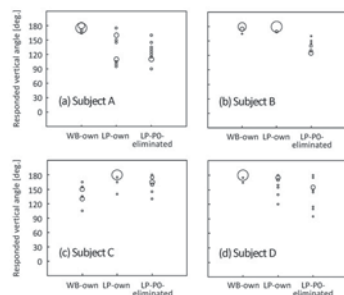 Responded vertical angle [deg.]
180
150
120
90
60
30
0
(a) Subject A
WB-own
LP-own
LP-P0-
eliminated
(b) Subject B
WB-own
LP-own
LP-P0-
eliminated
Responded vertical angle [deg.]
180
150
120
90
60
30
0
(c) Subject C
WB-own
LP-own
LP-P0-
eliminated
(d) Subject D
WB-own
LP-own
LP-P0-
eliminated